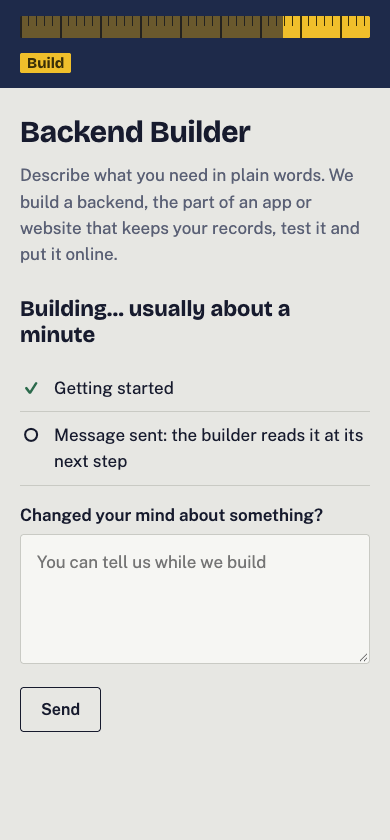 Build
Backend Builder
Describe what you need in plain words. We
build a backend, the part of an app or
website that keeps your records, test it and
put it online.
Building... usually about a
minute
Getting started
Message sent: the builder reads it at its
next step
Changed your mind about something?
You can tell us while we build
Send